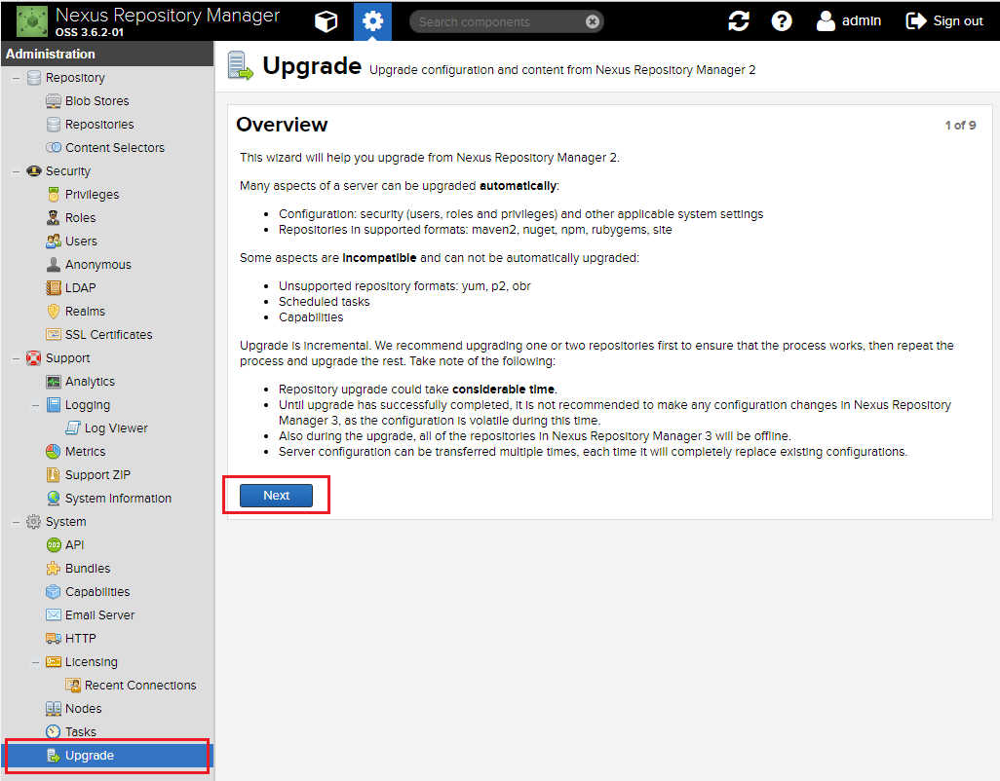 Nexus Repository Manager
OSS 3.6.2-01
Search components
admin
Sign out
Administration
Repository
Blob Stores
Repositories
Content Selectors
Security
Privileges
Roles
Users
Anonymous
LDAP
Realms
SSL Certificates
Support
Analytics
Logging
Log Viewer
Metrics
Support ZIP
System Information
System
202
API
Bundles
Capabilities
Email Server
HTTP
Licensing
Recent Connections
Nodes
Tasks
Upgrade
Upgrade Upgrade configuration and content from Nexus Repository Manager 2
Overview
1 of 9
This wizard will help you upgrade from Nexus Repository Manager 2.
Many aspects of a server can be upgraded automatically:
• Configuration: security (users, roles and privileges) and other applicable system settings
• Repositories in supported formats: maven2, nuget, npm, rubygems, site
Some aspects are incompatible and can not be automatically upgraded:
• Unsupported repository formats: yum, p2, obr
• Scheduled tasks
• Capabilities
Upgrade is incremental. We recommend upgrading one or two repositories first to ensure that the process works, then repeat the
process and upgrade the rest. Take note of the following:
• Repository upgrade could take considerable time.
• Until upgrade has successfully completed, it is not recommended to make any configuration changes in Nexus Repository
Manager 3, as the configuration is volatile during this time.
• Also during the upgrade, all of the repositories in Nexus Repository Manager 3 will be offline.
• Server configuration can be transferred multiple times, each time it will completely replace existing configurations.
Next